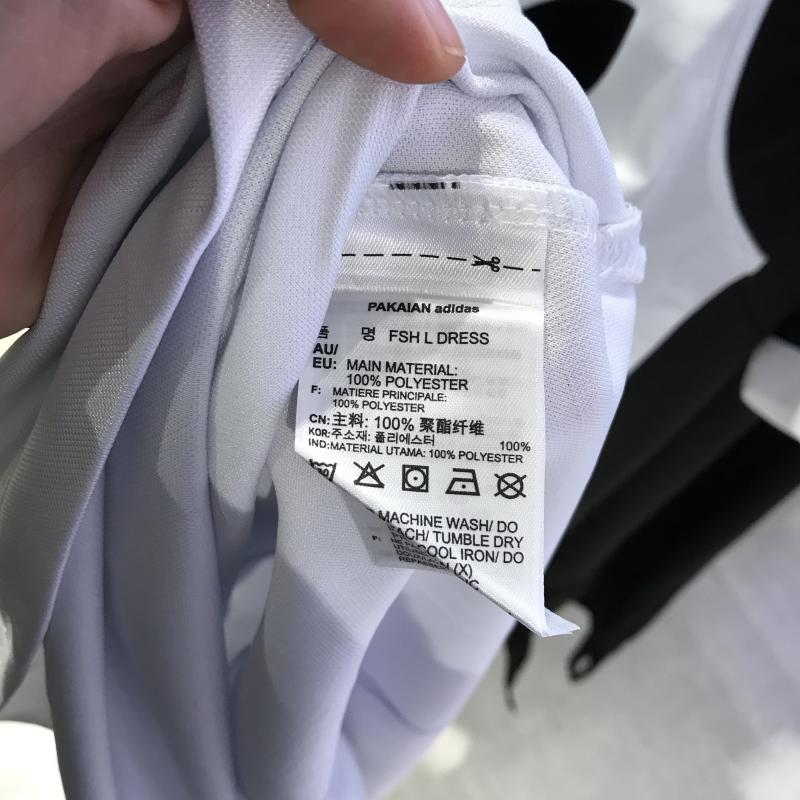 PAKAIAN adidas
품 명 FSH L DRESS
AU/
EU: MAIN MATERIAL:
100% POLYESTER
F: MATIERE PRINCIPALE:
100% POLYESTER
CN:主料: 100% 聚酯纤维
KOR:주소재: 폴리에스터 100%
IND:MATERIAL UTAMA: 100% POLYESTER
MACHINE WASH/ DO
TUMBLE DRY
COOL IRON/ DO
F:
(X)